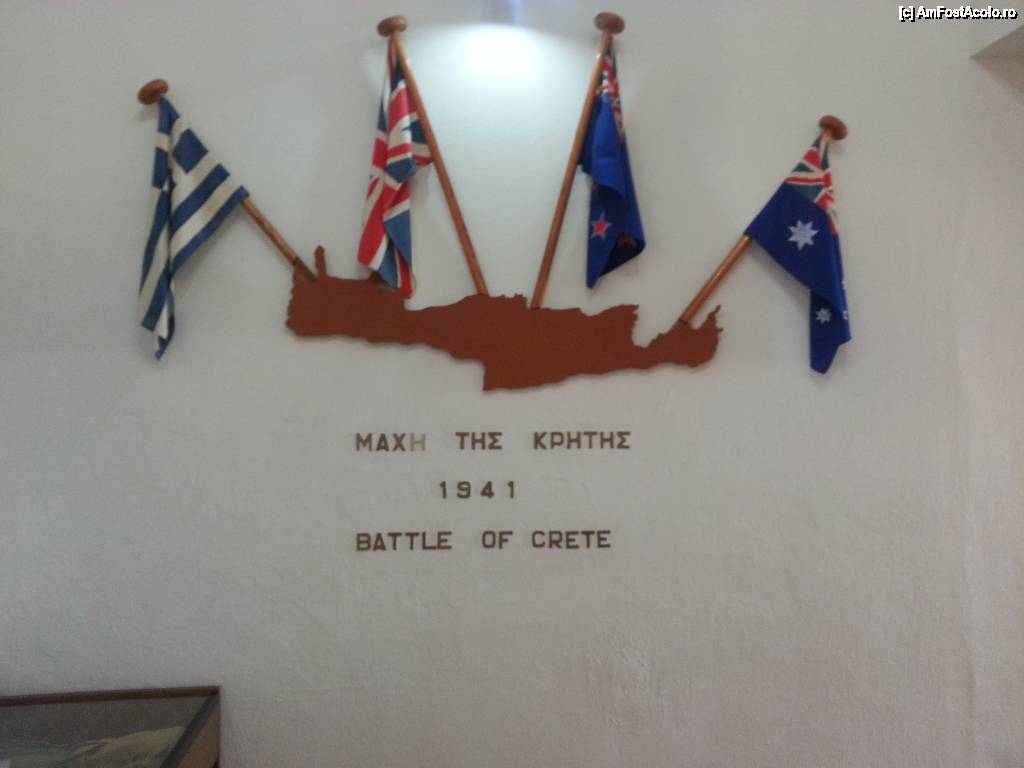 [c] AmFostAcolo.ro
ΜΑΧΗ ΤΗΣ ΚΡΗΤΗΣ
1941
BATTLE OF CRETE